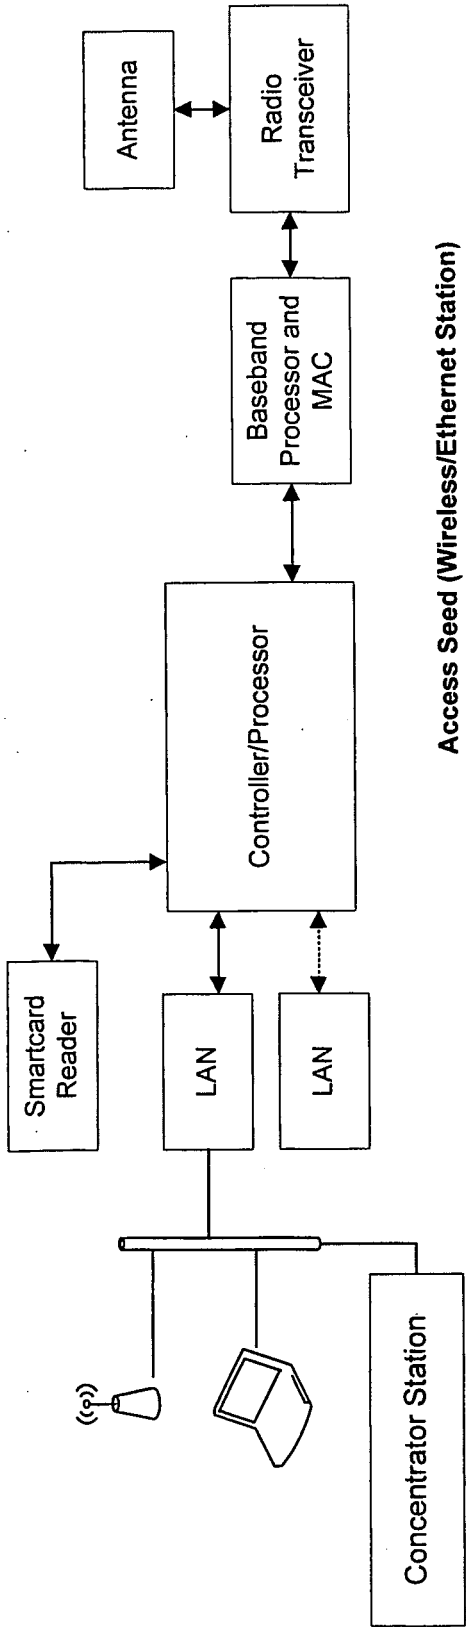 Smartcard
Reader
LAN
LAN
Concentrator Station
Controller/Processor
Baseband
Processor and
MAC
Antenna
Radio
Transceiver
Access Seed (Wireless/Ethernet Station)